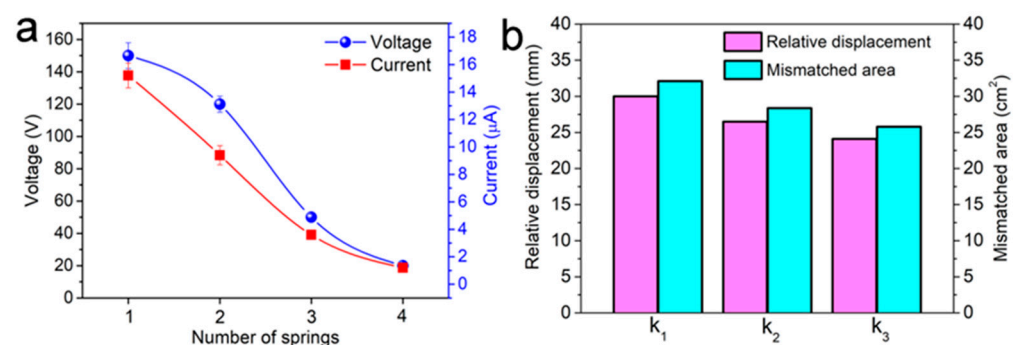 a
Voltage
Current
Voltage (V)
160
140
120
100
80
60
40
20
0
18
16
14
12
10
8
6
4
2
0
Current (μA)
1 2 3 4
Number of springs
b
Relative displacement
Mismatched area
Relative displacement (mm)
40
35
30
25
20
15
10
5
0
40
35
30
25
20
15
10
5
0
Mismatched area (cm²)
k₁ k₂ k₃